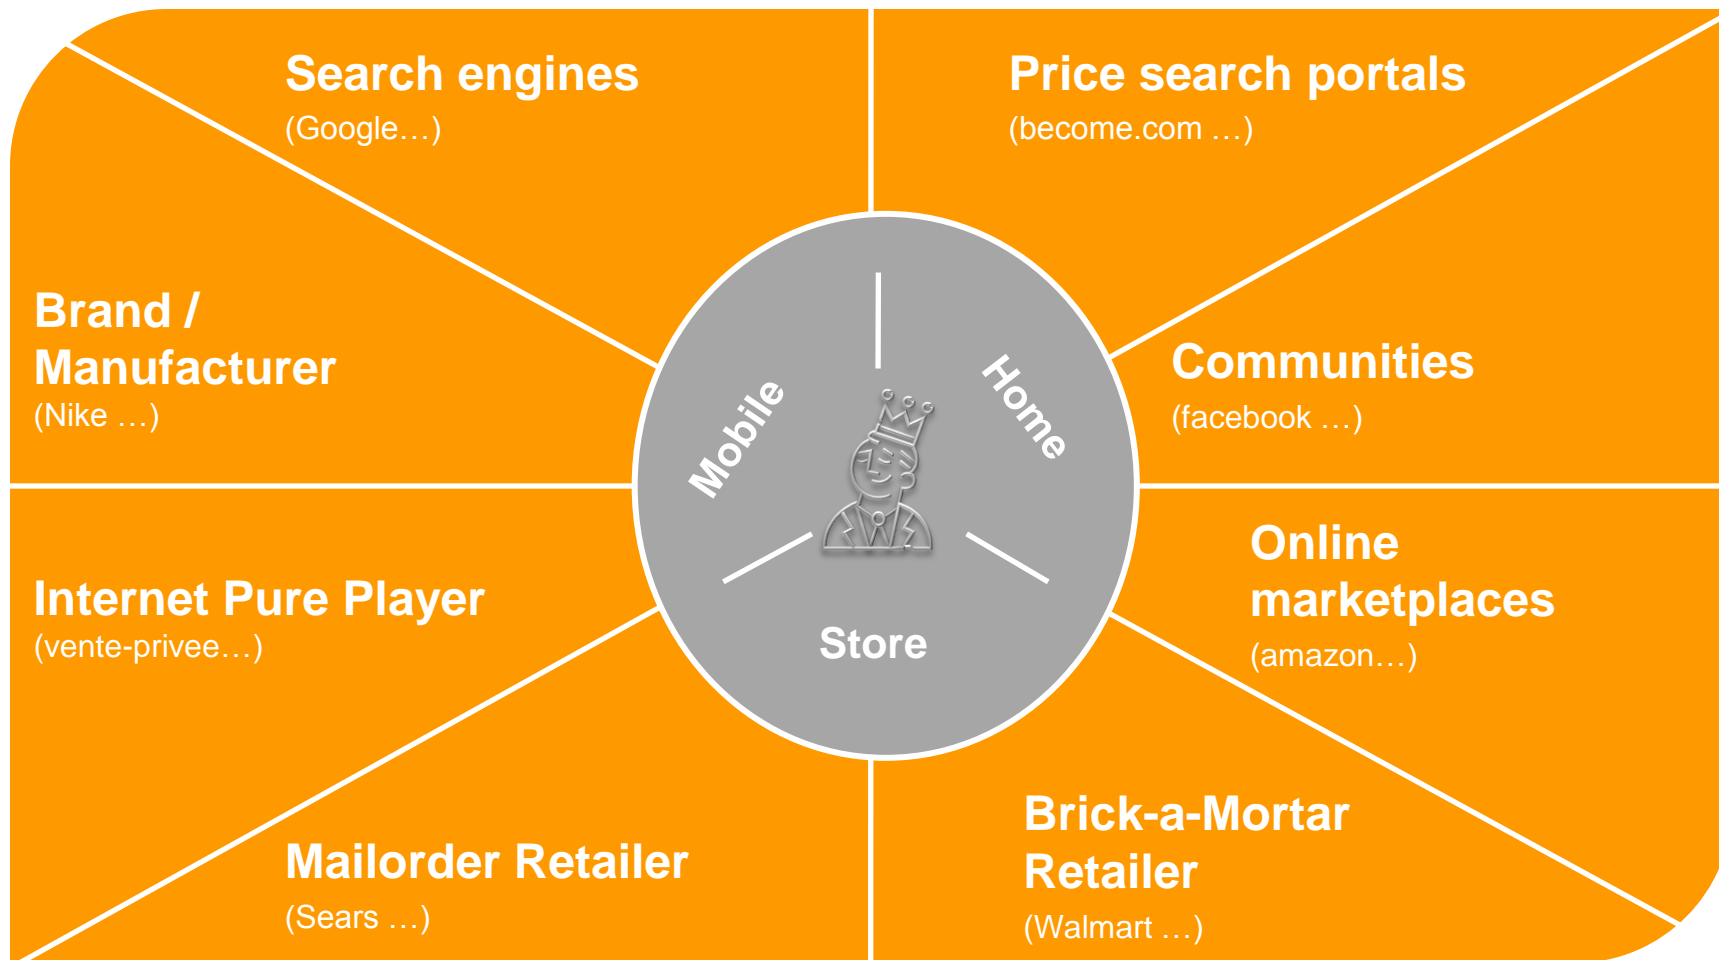 Search engines
(Google…)
Price search portals
(become.com …)
Brand /
Manufacturer
(Nike …)
Communities
(facebook …)
Mobile
Home
Store
Internet Pure Player
(vente-privee…)
Online
marketplaces
(amazon…)
Mailorder Retailer
(Sears …)
Brick-a-Mortar
Retailer
(Walmart …)